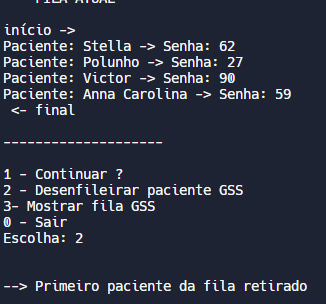 FILA ATUAL
início ->
Paciente: Stella -> Senha: 62
Paciente: Polunho -> Senha: 27
Paciente: Victor -> Senha: 90
Paciente: Anna Carolina -> Senha: 59
<- final
--------------------
1 - Continuar ?
2 - Desenfileirar paciente GSS
3- Mostrar fila GSS
0 - Sair
Escolha: 2
--> Primeiro paciente da fila retirado